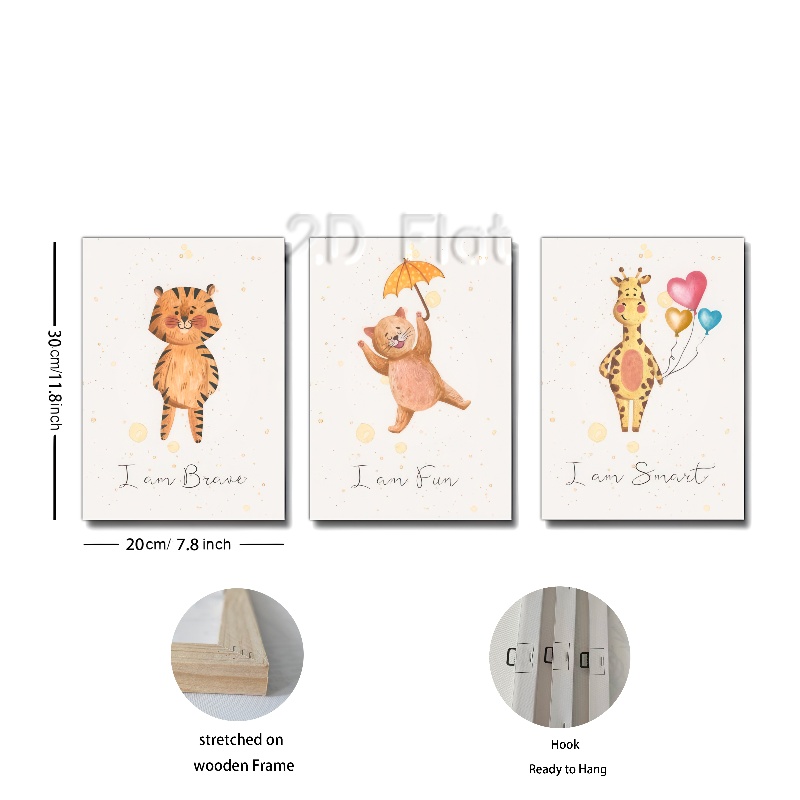 2D Flat
I am Brave
I am Fun
I am Smart
30cm/11.8inch
20cm/ 7.8 inch
stretched on
wooden Frame
Hook
Ready to Hang